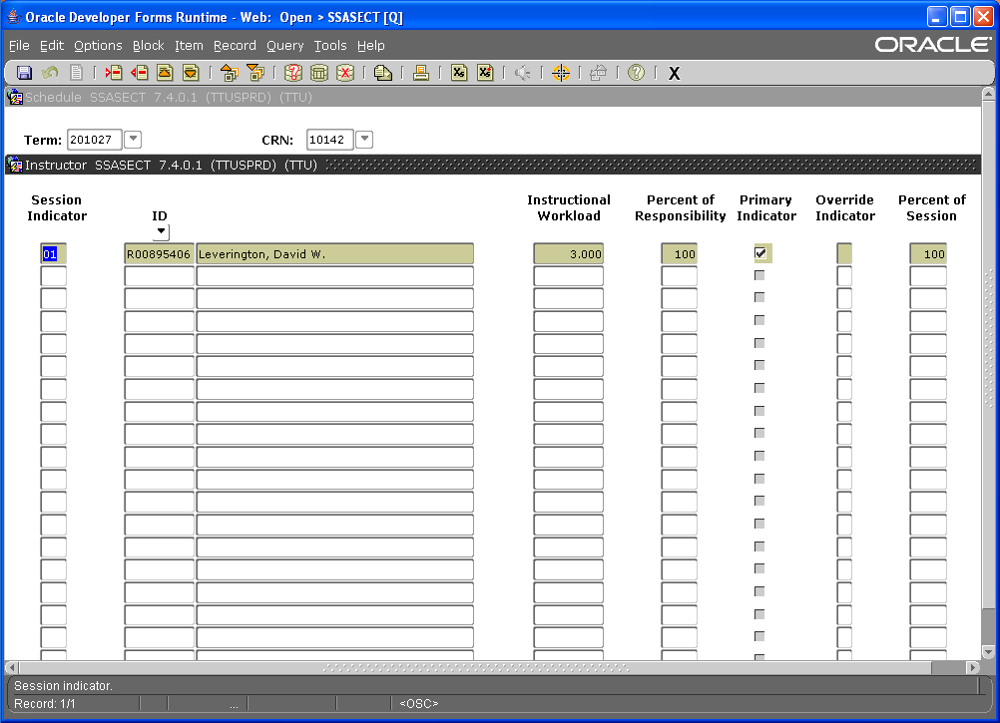 Oracle Developer Forms Runtime - Web: Open > SSASECT [Q]
File Edit Options Block Item Record Query Tools Help
ORACLE
X
Schedule SSASECT 7.4.0.1 (TTUSPRD) (TTU)
Term: 201027 CRN: 10142
Instructor SSASECT 7.4.0.1 (TTUSPRD) (TTU)
Session Instructional Percent of Primary Override Percent of
Indicator ID Workload Responsibility Indicator Indicator Session
01 R00895406 Leverington, David W. 3.000 100 100
Session indicator.
Record: 1/1 ... <OSC>